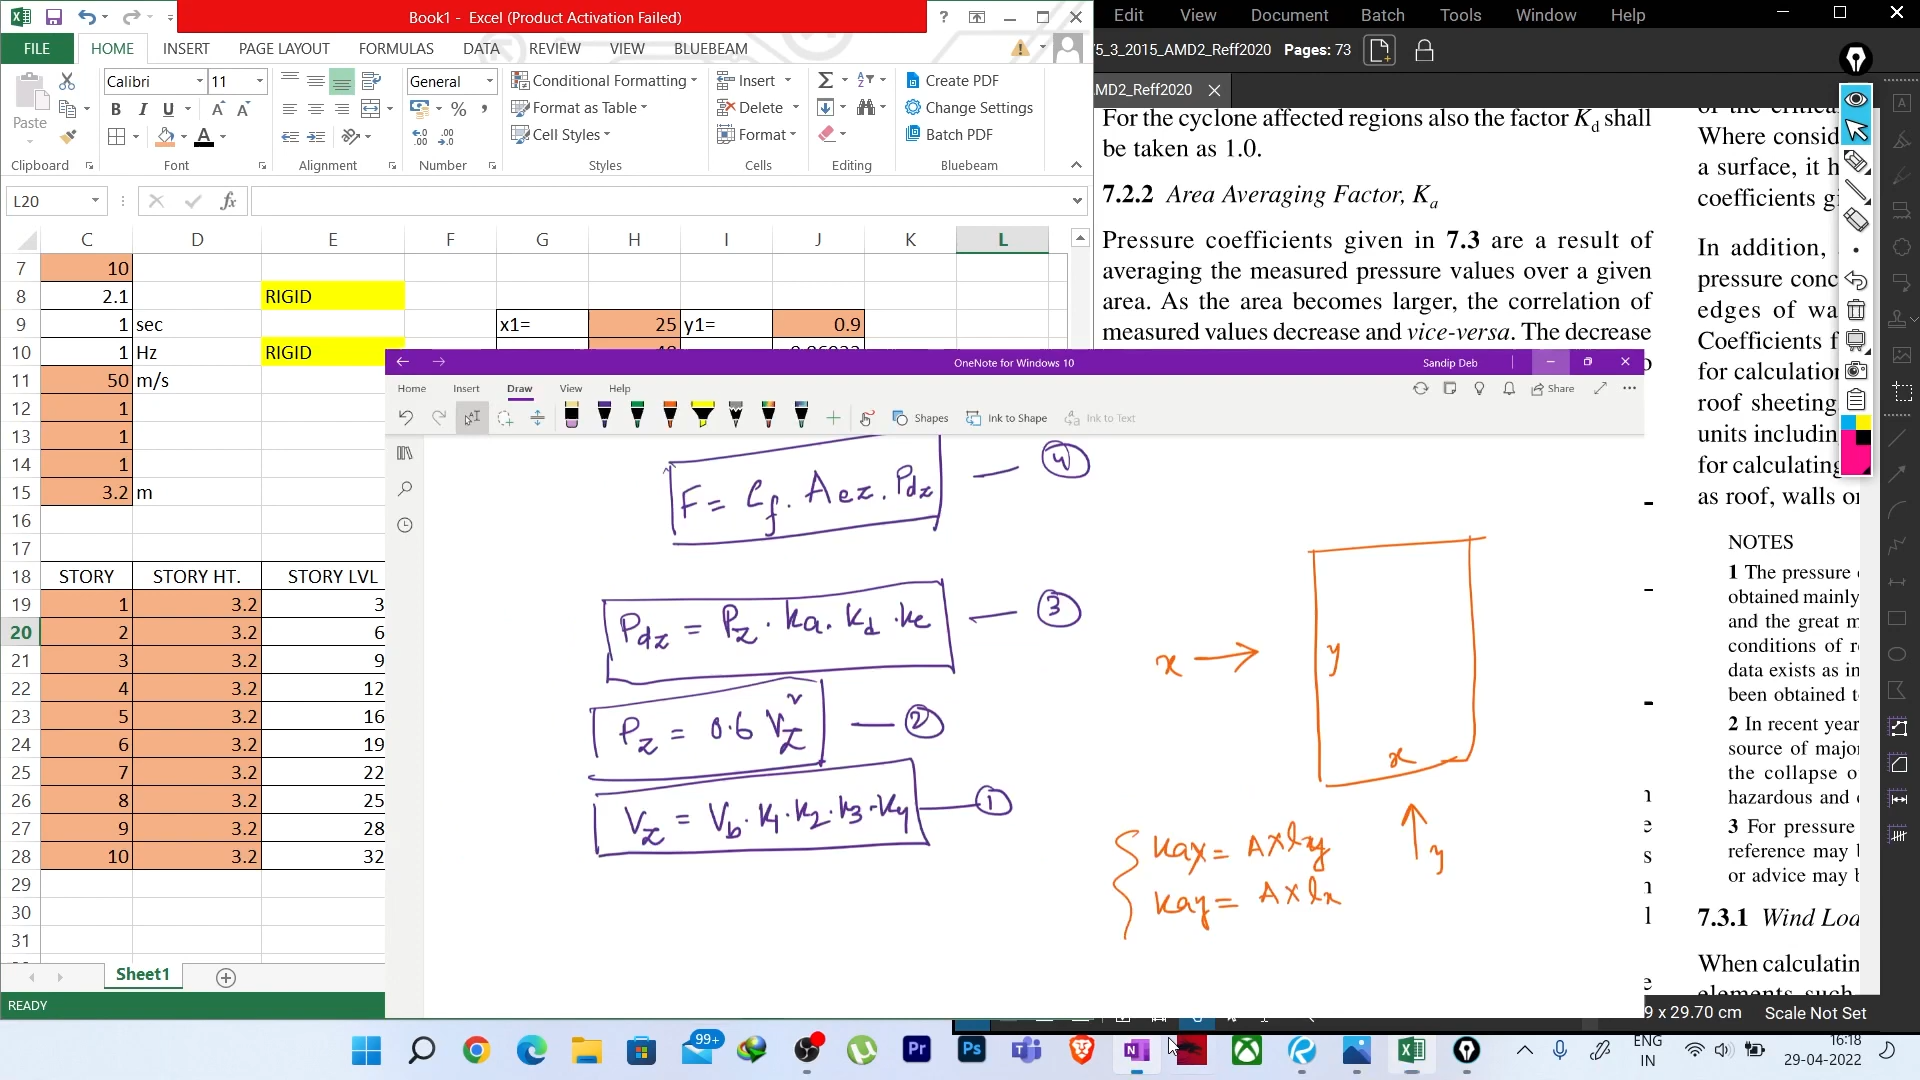 Book1 - Excel (Product Activation Failed)
FILE HOME INSERT PAGE LAYOUT FORMULAS DATA REVIEW VIEW BLUEBEAM
Paste
Calibri 11
B I U
General
Conditional Formatting
Format as Table
Cell Styles
Insert
Delete
Format
Create PDF
Change Settings
Batch PDF
Clipboard Font Alignment Number Styles Cells Editing Bluebeam
L20
fx
C D E F G H I J K L
7 10
8 2.1 RIGID
9 1 sec x1= 25 y1= 0.9
10 1 Hz RIGID
11 50 m/s
12 1
13 1
14 1
15 3.2 m
16
17
18 STORY STORY HT. STORY LVL
19 1 3.2 3
20 2 3.2 6
21 3 3.2 9
22 4 3.2 12
23 5 3.2 16
24 6 3.2 19
25 7 3.2 22
26 8 3.2 25
27 9 3.2 28
28 10 3.2 32
29
30
31
Sheet1
READY
Edit View Document Batch Tools Window Help
5_3_2015_AMD2_Reff2020 Pages: 73
MD2_Reff2020
For the cyclone affected regions also the factor Kd shall
be taken as 1.0.
7.2.2 Area Averaging Factor, Ka
Pressure coefficients given in 7.3 are a result of
averaging the measured pressure values over a given
area. As the area becomes larger, the correlation of
measured values decrease and vice-versa. The decrease
Where consid
a surface, it h
coefficients gi
In addition,
pressure conc
edges of wa
Coefficients f
for calculation
roof sheeting
units includin
for calculating
as roof, walls or
NOTES
1 The pressure
obtained mainly
and the great m
conditions of r
data exists as in
been obtained t
2 In recent year
source of major
the collapse o
hazardous and
3 For pressure
reference may
or advice may b
7.3.1 Wind Loa
When calculatin
elements such
9 x 29.70 cm Scale Not Set
OneNote for Windows 10
Sandip Deb
Home Insert Draw View Help
Share
Shapes Ink to Shape Ink to Text
F = Cf. Aez. Pdz — 4
Pdz = Pz . ka. kd .kc — 3
Pz = 0.6 Vz² — 2
Vz = Vb . k1 . k2 . k3 . k4 — 1
x → y
x
y
kax = A x lxy
kay = A x lx
99+
Pr
Ps
ENG
IN
16:18
29-04-2022